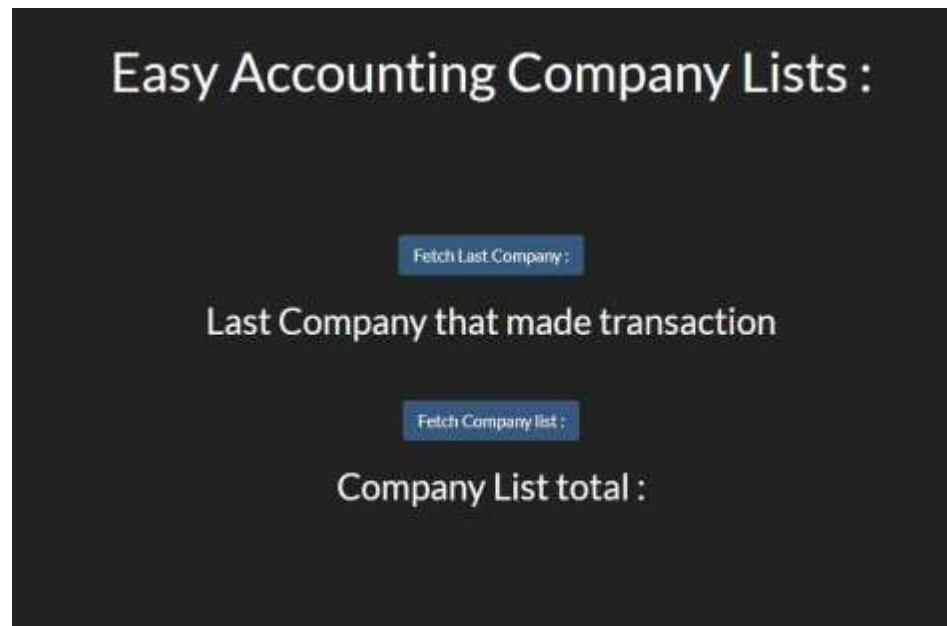 Easy Accounting Company Lists :
Fetch Last Company :
Last Company that made transaction
Fetch Company list :
Company List total :